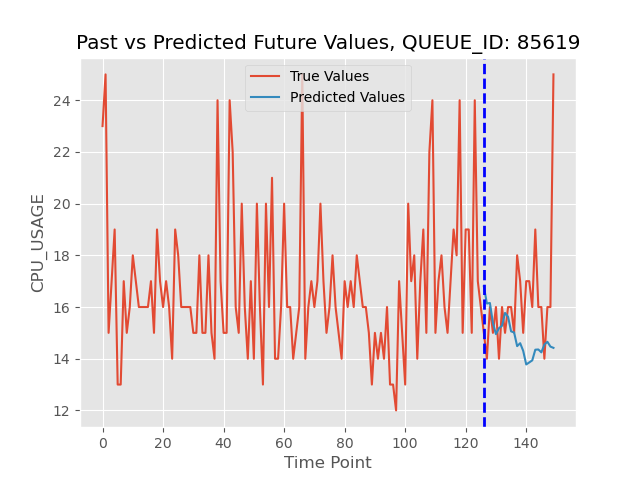 Past vs Predicted Future Values, QUEUE_ID: 85619
True Values
Predicted Values
24
22
20
18
16
14
12
CPU_USAGE
0 20 40 60 80 100 120 140
Time Point